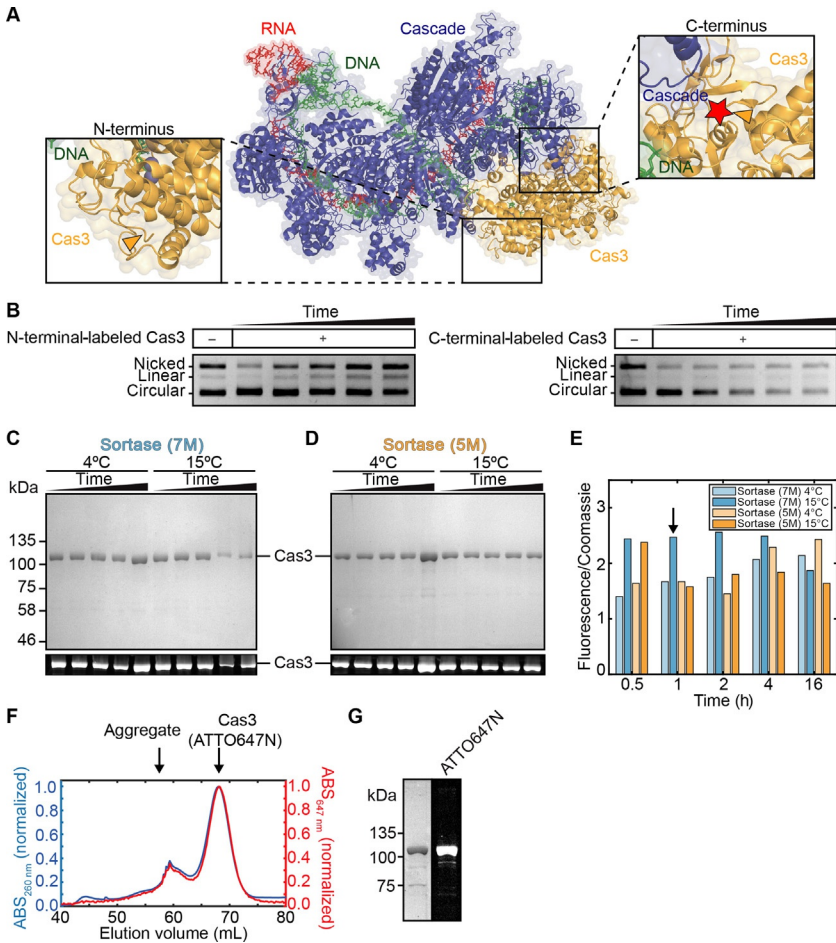 A
RNA
DNA
Cascade
C-terminus
Cas3
Cascade
DNA
N-terminus
DNA
Cas3
Cas3
B
Time
N-terminal-labeled Cas3
–
+
Nicked
Linear
Circular
Time
C-terminal-labeled Cas3
–
+
Nicked
Linear
Circular
C
Sortase (7M)
4ºC 15ºC
Time Time
kDa
135
100
75
58
46
Cas3
Cas3
D
Sortase (5M)
4ºC 15ºC
Time Time
E
Sortase (7M) 4°C
Sortase (7M) 15°C
Sortase (5M) 4°C
Sortase (5M) 15°C
Fluorescence/Coomassie
3
2
1
0
0.5 1 2 4 16
Time (h)
F
Aggregate
Cas3
(ATTO647N)
ABS260 nm (normalized)
1.0
0.8
0.6
0.4
0.2
0.0
ABS647 nm (normalized)
1.0
0.8
0.6
0.4
0.2
0.0
40 50 60 70 80
Elution volume (mL)
G
ATTO647N
kDa
135
100
75